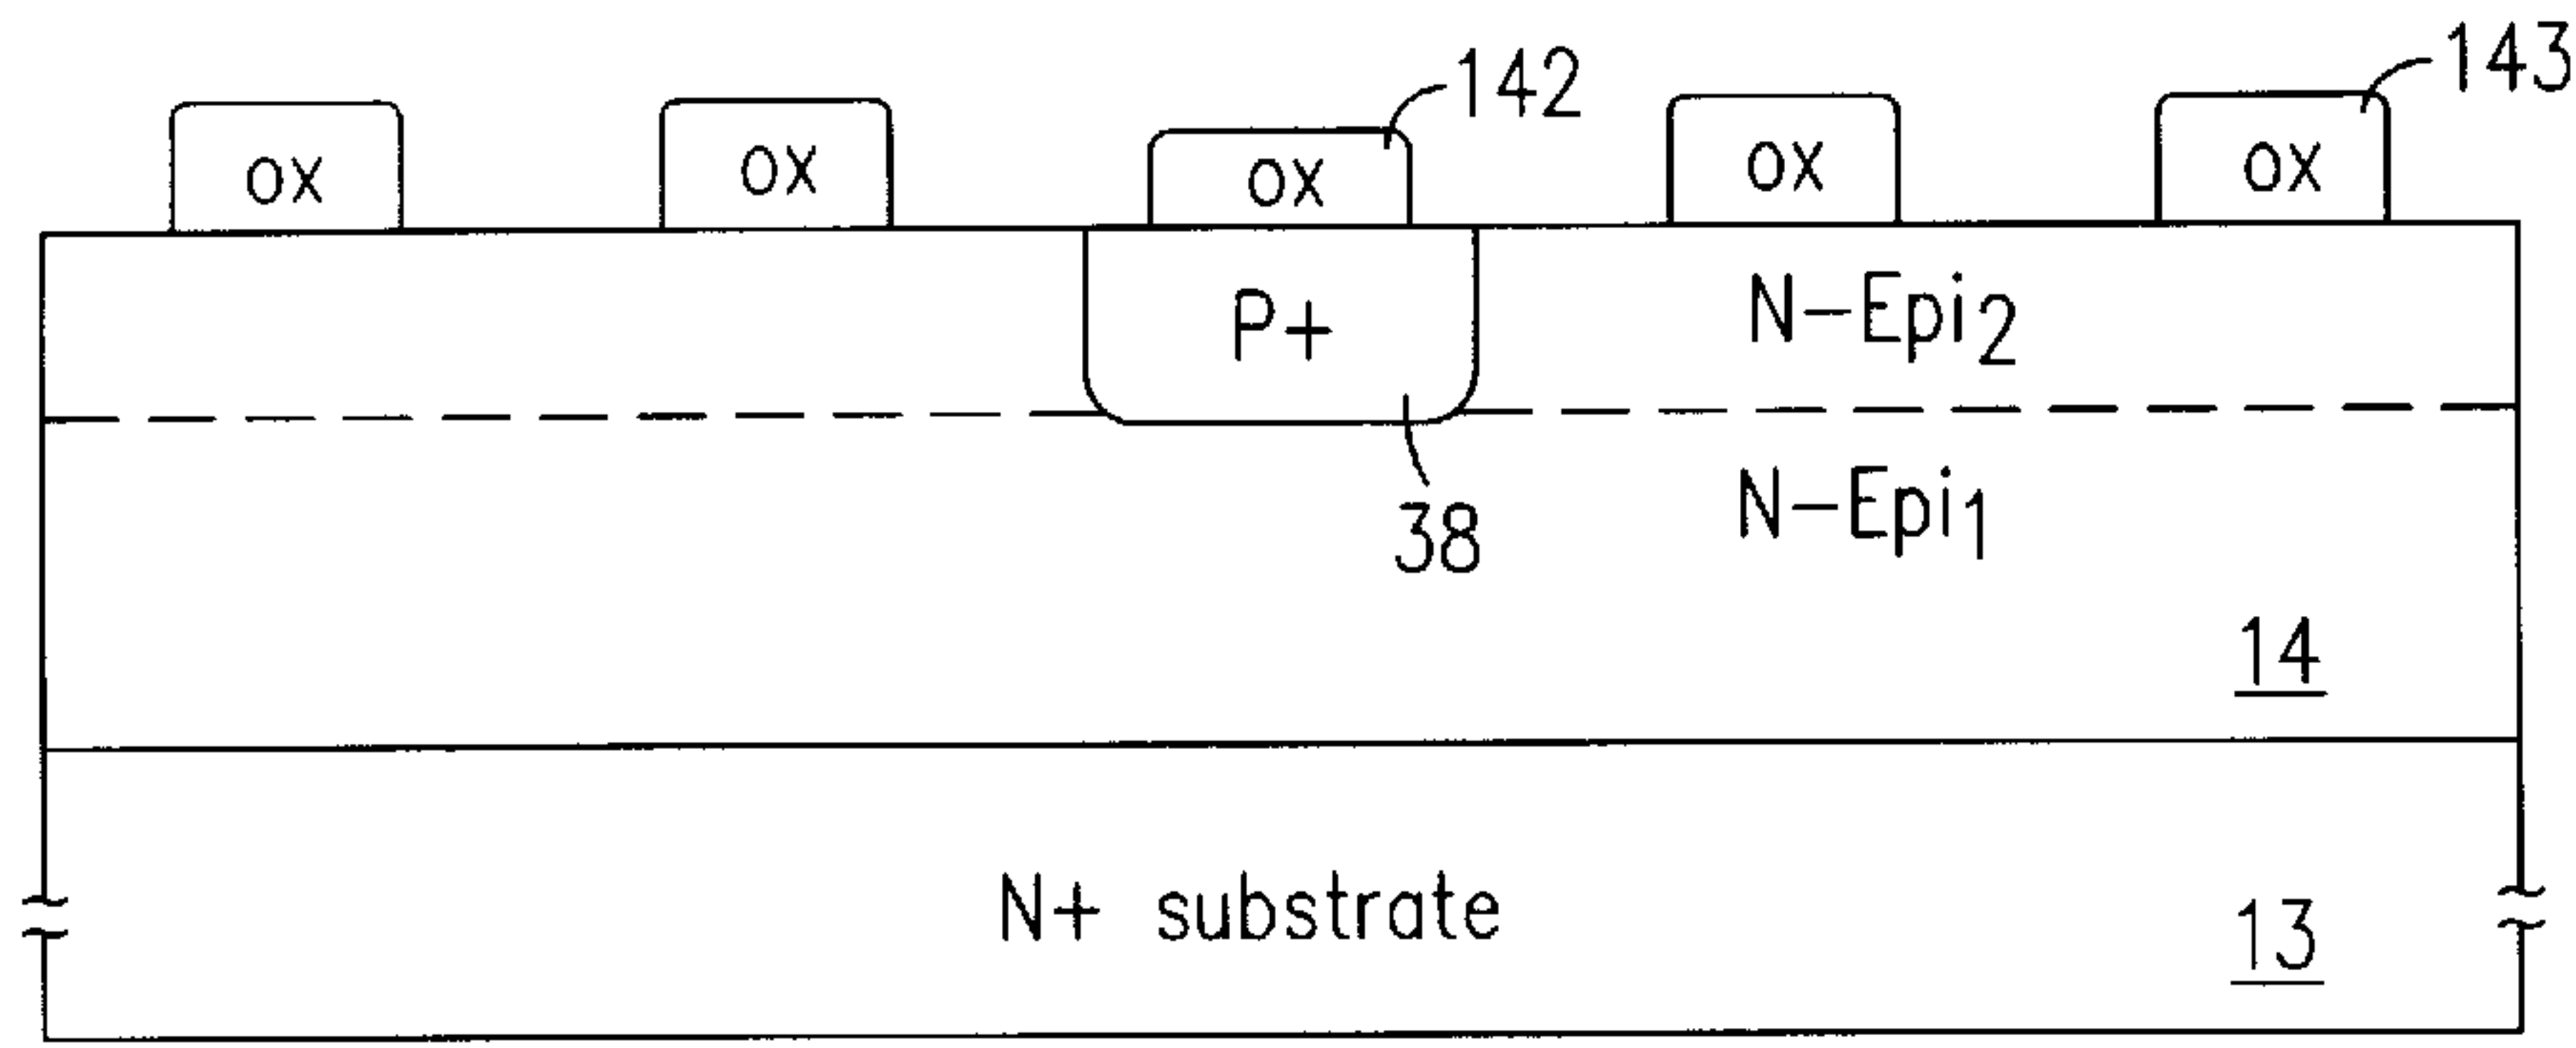 143
142
ox ox ox ox ox
P+ N-Epi2
N-Epi1
38
14
N+ substrate
13